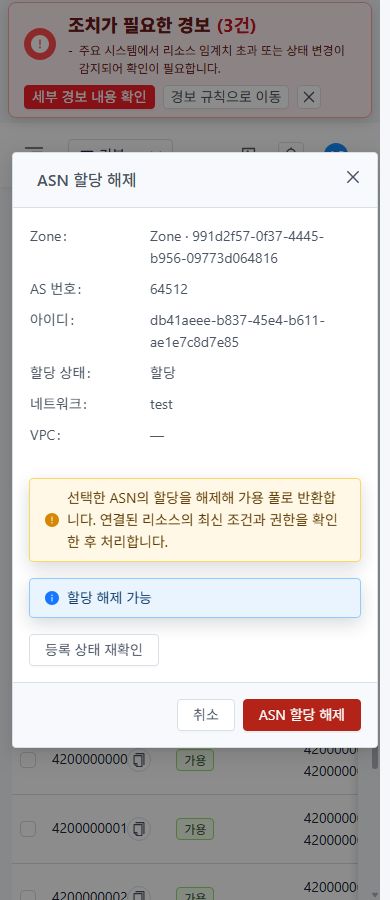 조치가 필요한 경보 (3건)
- 주요 시스템에서 리소스 임계치 초과 또는 상태 변경이
감지되어 확인이 필요합니다.
세부 경보 내용 확인 경보 규칙으로 이동
ASN 할당 해제
Zone: Zone · 991d2f57-0f37-4445-
b956-09773d064816
AS 번호: 64512
아이디: db41aeee-b837-45e4-b611-
ae1e7c8d7e85
할당 상태: 할당
네트워크: test
VPC: —
선택한 ASN의 할당을 해제해 가용 풀로 반환합
니다. 연결된 리소스의 최신 조건과 권한을 확인
한 후 처리합니다.
할당 해제 가능
등록 상태 재확인
취소 ASN 할당 해제
4200000000 가용 42000000
42000000
4200000001 가용 42000000
42000000
4200000002 가용 42000000